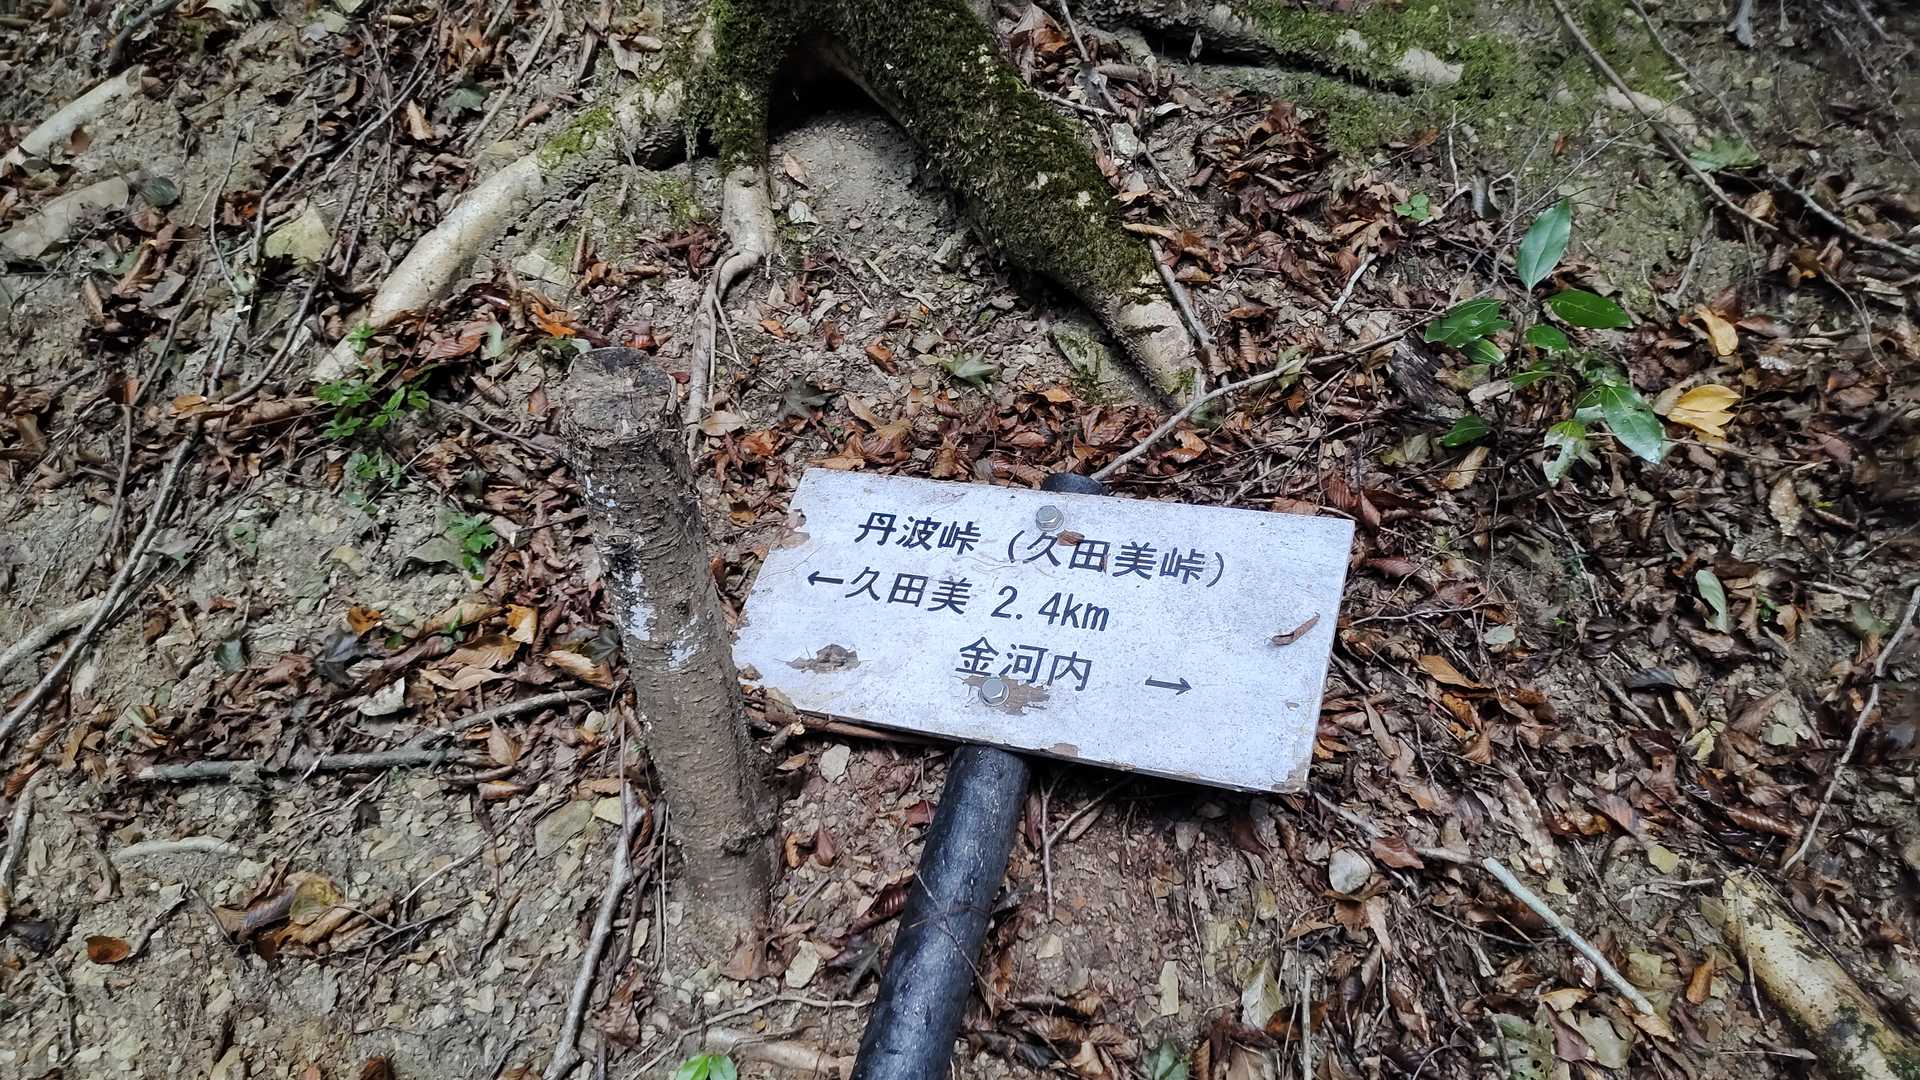 丹波峠 (久田美峠)
←久田美 2.4km
金河内 →